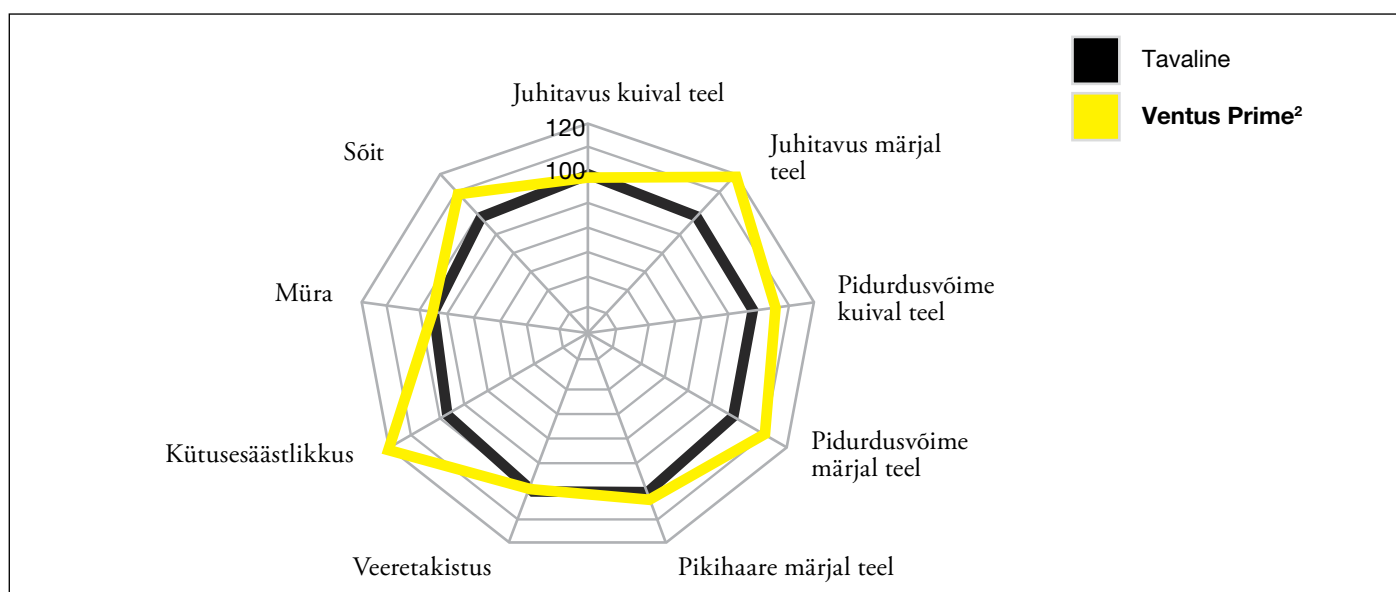 Tavaline
Ventus Prime²
Juhitavus kuival teel
120
100
Juhitavus märjal
teel
Pidurdusvõime
kuival teel
Pidurdusvõime
märjal teel
Pikihaare märjal teel
Veeretakistus
Kütusesäästlikkus
Müra
Sõit